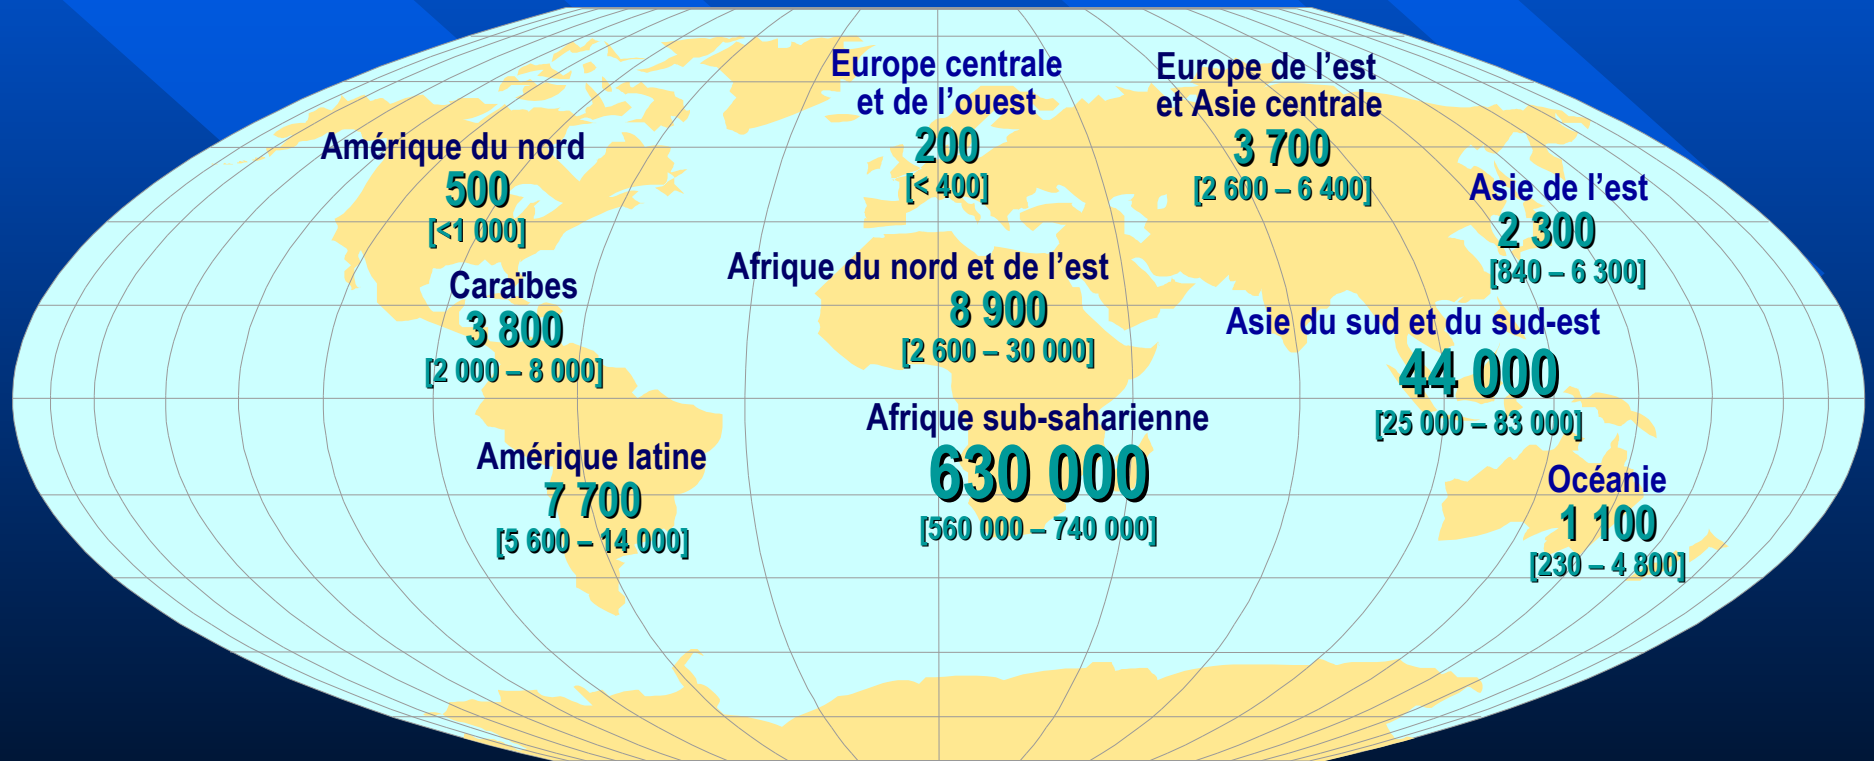 Europe centrale
et de l’ouest
200
[< 400]
Europe de l’est
et Asie centrale
3 700
[2 600 – 6 400]
Amérique du nord
500
[<1 000]
Asie de l’est
2 300
[840 – 6 300]
Caraïbes
3 800
[2 000 – 8 000]
Afrique du nord et de l’est
8 900
[2 600 – 30 000]
Asie du sud et du sud-est
44 000
[25 000 – 83 000]
Afrique sub-saharienne
630 000
[560 000 – 740 000]
Amérique latine
7 700
[5 600 – 14 000]
Océanie
1 100
[230 – 4 800]